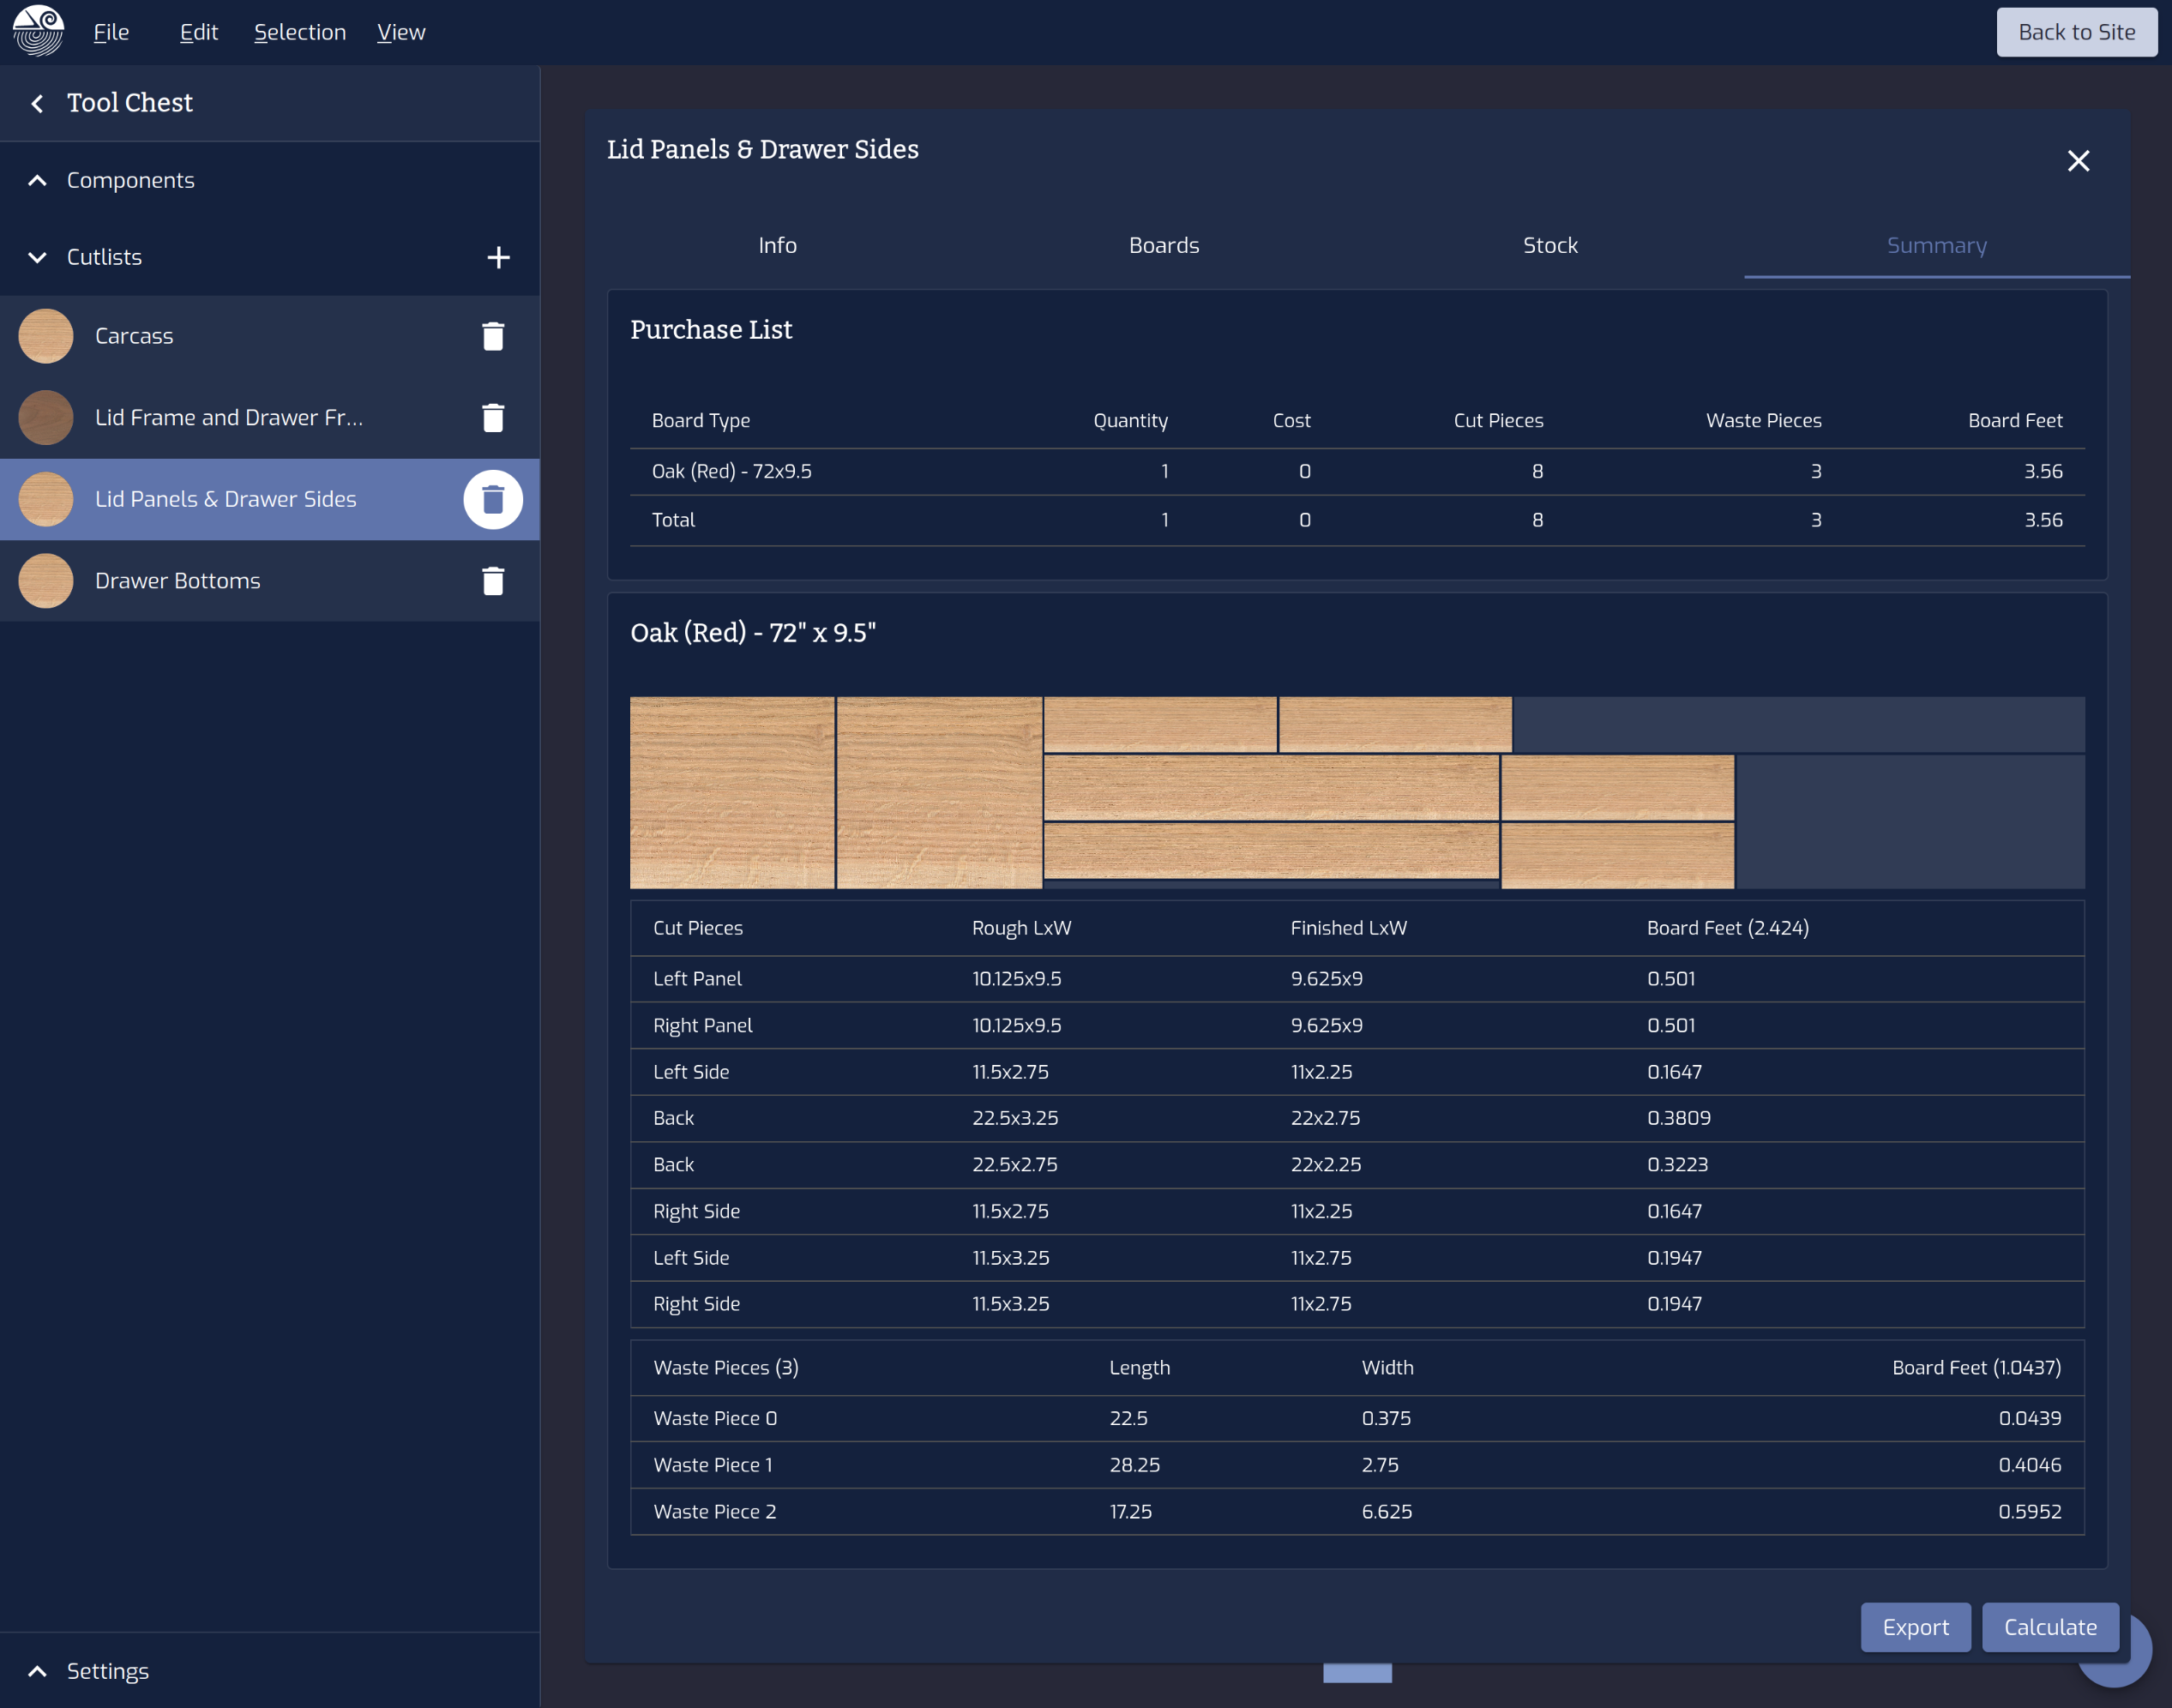 File Edit Selection View Back to Site
Tool Chest
Components
Cutlists
Carcass
Lid Frame and Drawer Fr...
Lid Panels & Drawer Sides
Drawer Bottoms
Settings
Lid Panels & Drawer Sides
Info Boards Stock Summary
Purchase List
Board Type Quantity Cost Cut Pieces Waste Pieces Board Feet
Oak (Red) - 72x9.5 1 0 8 3 3.56
Total 1 0 8 3 3.56
Oak (Red) - 72" x 9.5"
Cut Pieces Rough LxW Finished LxW Board Feet (2.424)
Left Panel 10.125x9.5 9.625x9 0.501
Right Panel 10.125x9.5 9.625x9 0.501
Left Side 11.5x2.75 11x2.25 0.1647
Back 22.5x3.25 22x2.75 0.3809
Back 22.5x2.75 22x2.25 0.3223
Right Side 11.5x2.75 11x2.25 0.1647
Left Side 11.5x3.25 11x2.75 0.1947
Right Side 11.5x3.25 11x2.75 0.1947
Waste Pieces (3) Length Width Board Feet (1.0437)
Waste Piece 0 22.5 0.375 0.0439
Waste Piece 1 28.25 2.75 0.4046
Waste Piece 2 17.25 6.625 0.5952
Export Calculate